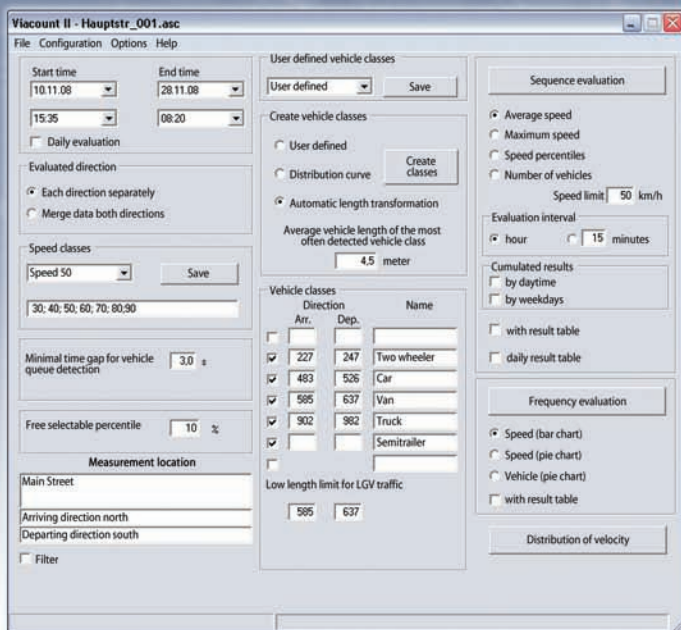 Viacount II - Hauptstr_001.asc
File Configuration Options Help
Start time End time
10.11.08 28.11.08
15:35 08:20
Daily evaluation
Evaluated direction
Each direction separately
Merge data both directions
Speed classes
Speed 50 Save
30; 40; 50; 60; 70; 80;90
Minimal time gap for vehicle
queue detection
3,0 s
Free selectable percentile 10 %
Measurement location
Main Street
Arriving direction north
Departing direction south
Filter
User defined vehicle classes
User defined Save
Create vehicle classes
User defined
Distribution curve
Create
classes
Automatic length transformation
Average vehicle length of the most
often detected vehicle class
4,5 meter
Vehicle classes
Direction Name
Arr. Dep.
227 247 Two wheeler
483 526 Car
585 637 Van
902 982 Truck
Semitrailer
Low length limit for LGV traffic
585 637
Sequence evaluation
Average speed
Maximum speed
Speed percentiles
Number of vehicles
Speed limit 50 km/h
Evaluation interval
hour 15 minutes
Cumulated results
by daytime
by weekdays
with result table
daily result table
Frequency evaluation
Speed (bar chart)
Speed (pie chart)
Vehicle (pie chart)
with result table
Distribution of velocity